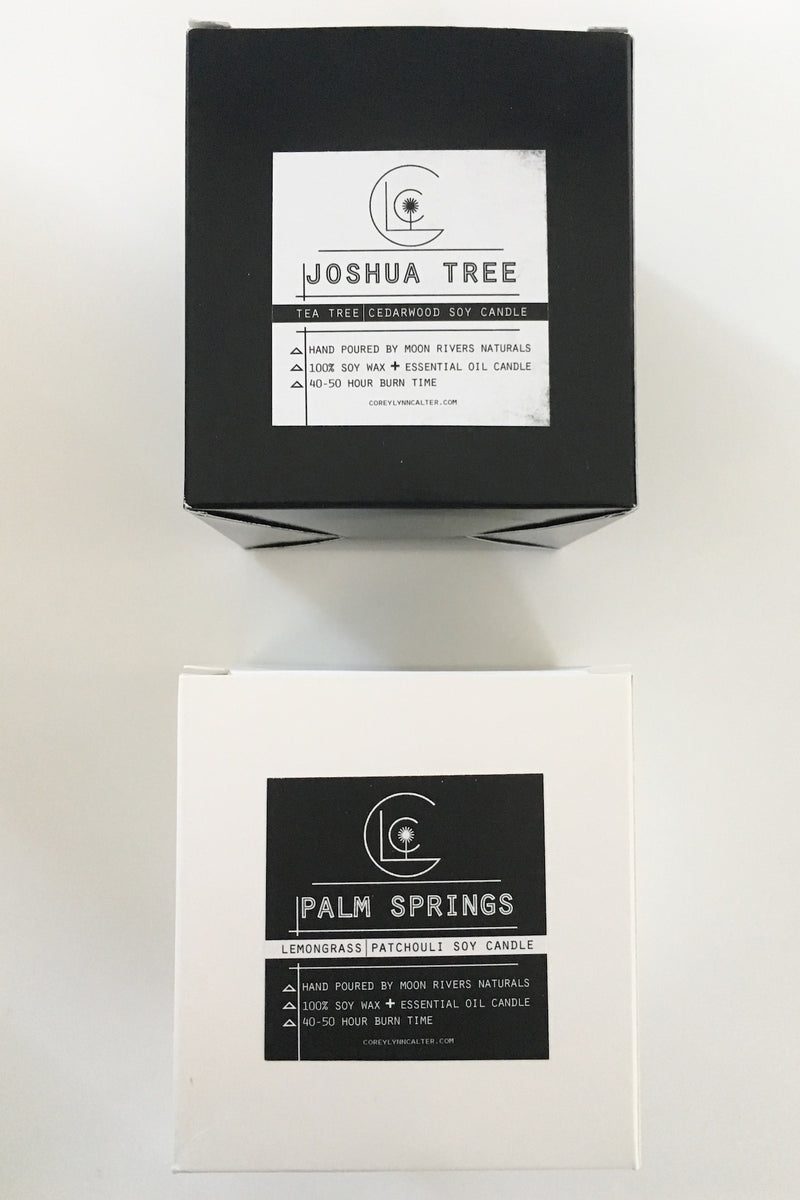 JOSHUA TREE
TEA TREE|CEDARWOOD SOY CANDLE
HAND POURED BY MOON RIVERS NATURALS
100% SOY WAX + ESSENTIAL OIL CANDLE
40-50 HOUR BURN TIME
COREYLYNNCALTER.COM
PALM SPRINGS
LEMONGRASS|PATCHOULI SOY CANDLE
HAND POURED BY MOON RIVERS NATURALS
100% SOY WAX + ESSENTIAL OIL CANDLE
40-50 HOUR BURN TIME
COREYLYNNCALTER.COM